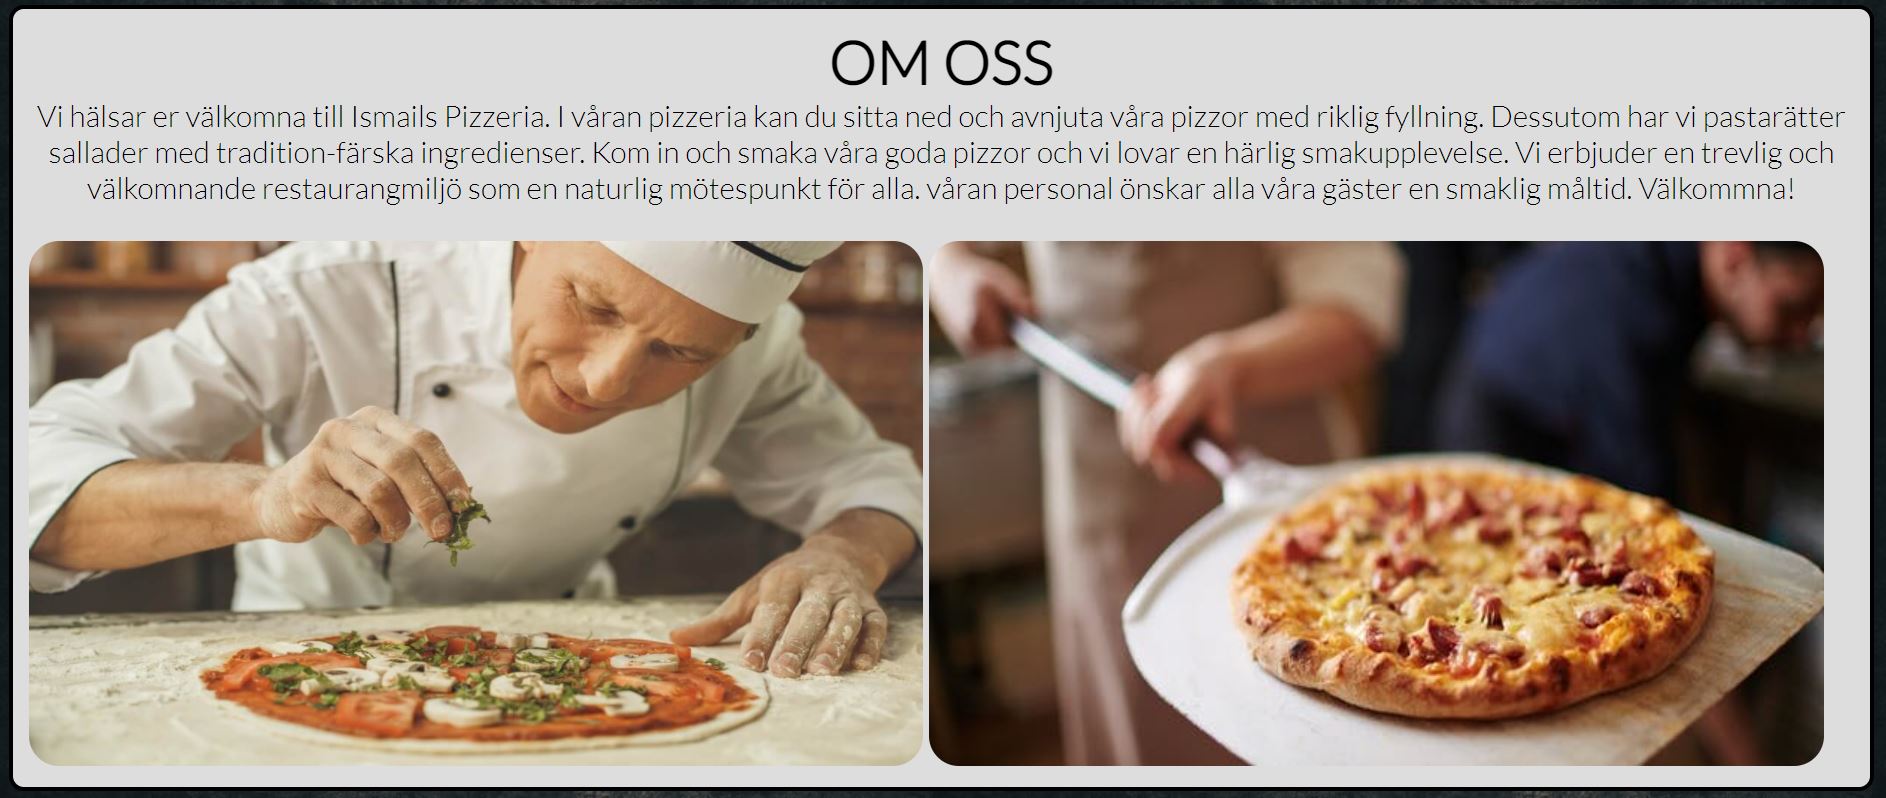 OM OSS
Vi hälsar er välkomna till Ismails Pizzeria. I våran pizzeria kan du sitta ned och avnjuta våra pizzor med riklig fyllning. Dessutom har vi pastarätter
sallader med tradition-färska ingredienser. Kom in och smaka våra goda pizzor och vi lovar en härlig smakupplevelse. Vi erbjuder en trevlig och
välkomnande restaurangmiljö som en naturlig mötespunkt för alla. våran personal önskar alla våra gäster en smaklig måltid. Välkommna!